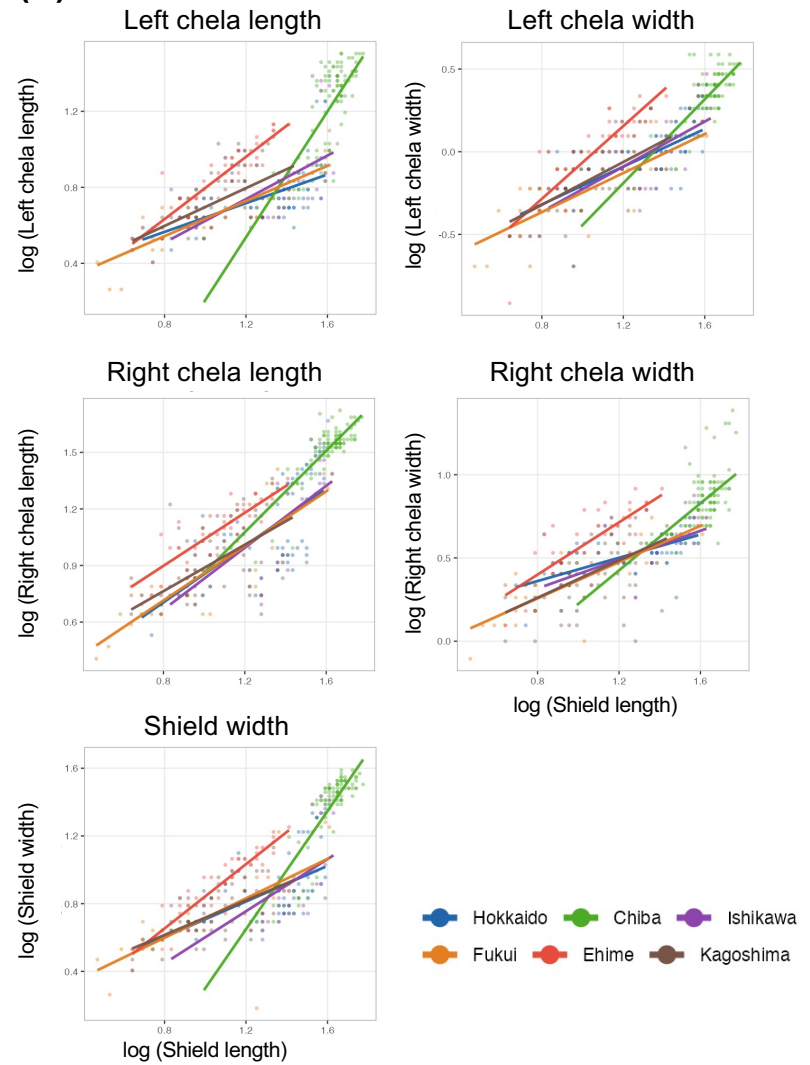 Left chela length
Left chela width
log (Left chela length)
1.2
0.8
0.4
0.8
1.2
1.6
log (Left chela width)
0.5
0.0
-0.5
0.8
1.2
1.6
Right chela length
Right chela width
log (Right chela length)
1.5
1.2
0.9
0.6
0.8
1.2
1.6
log (Right chela width)
1.0
0.5
0.0
0.8
1.2
1.6
log (Shield length)
Shield width
log (Shield width)
1.6
1.2
0.8
0.4
0.8
1.2
1.6
log (Shield length)
Hokkaido Chiba Ishikawa
Fukui Ehime Kagoshima